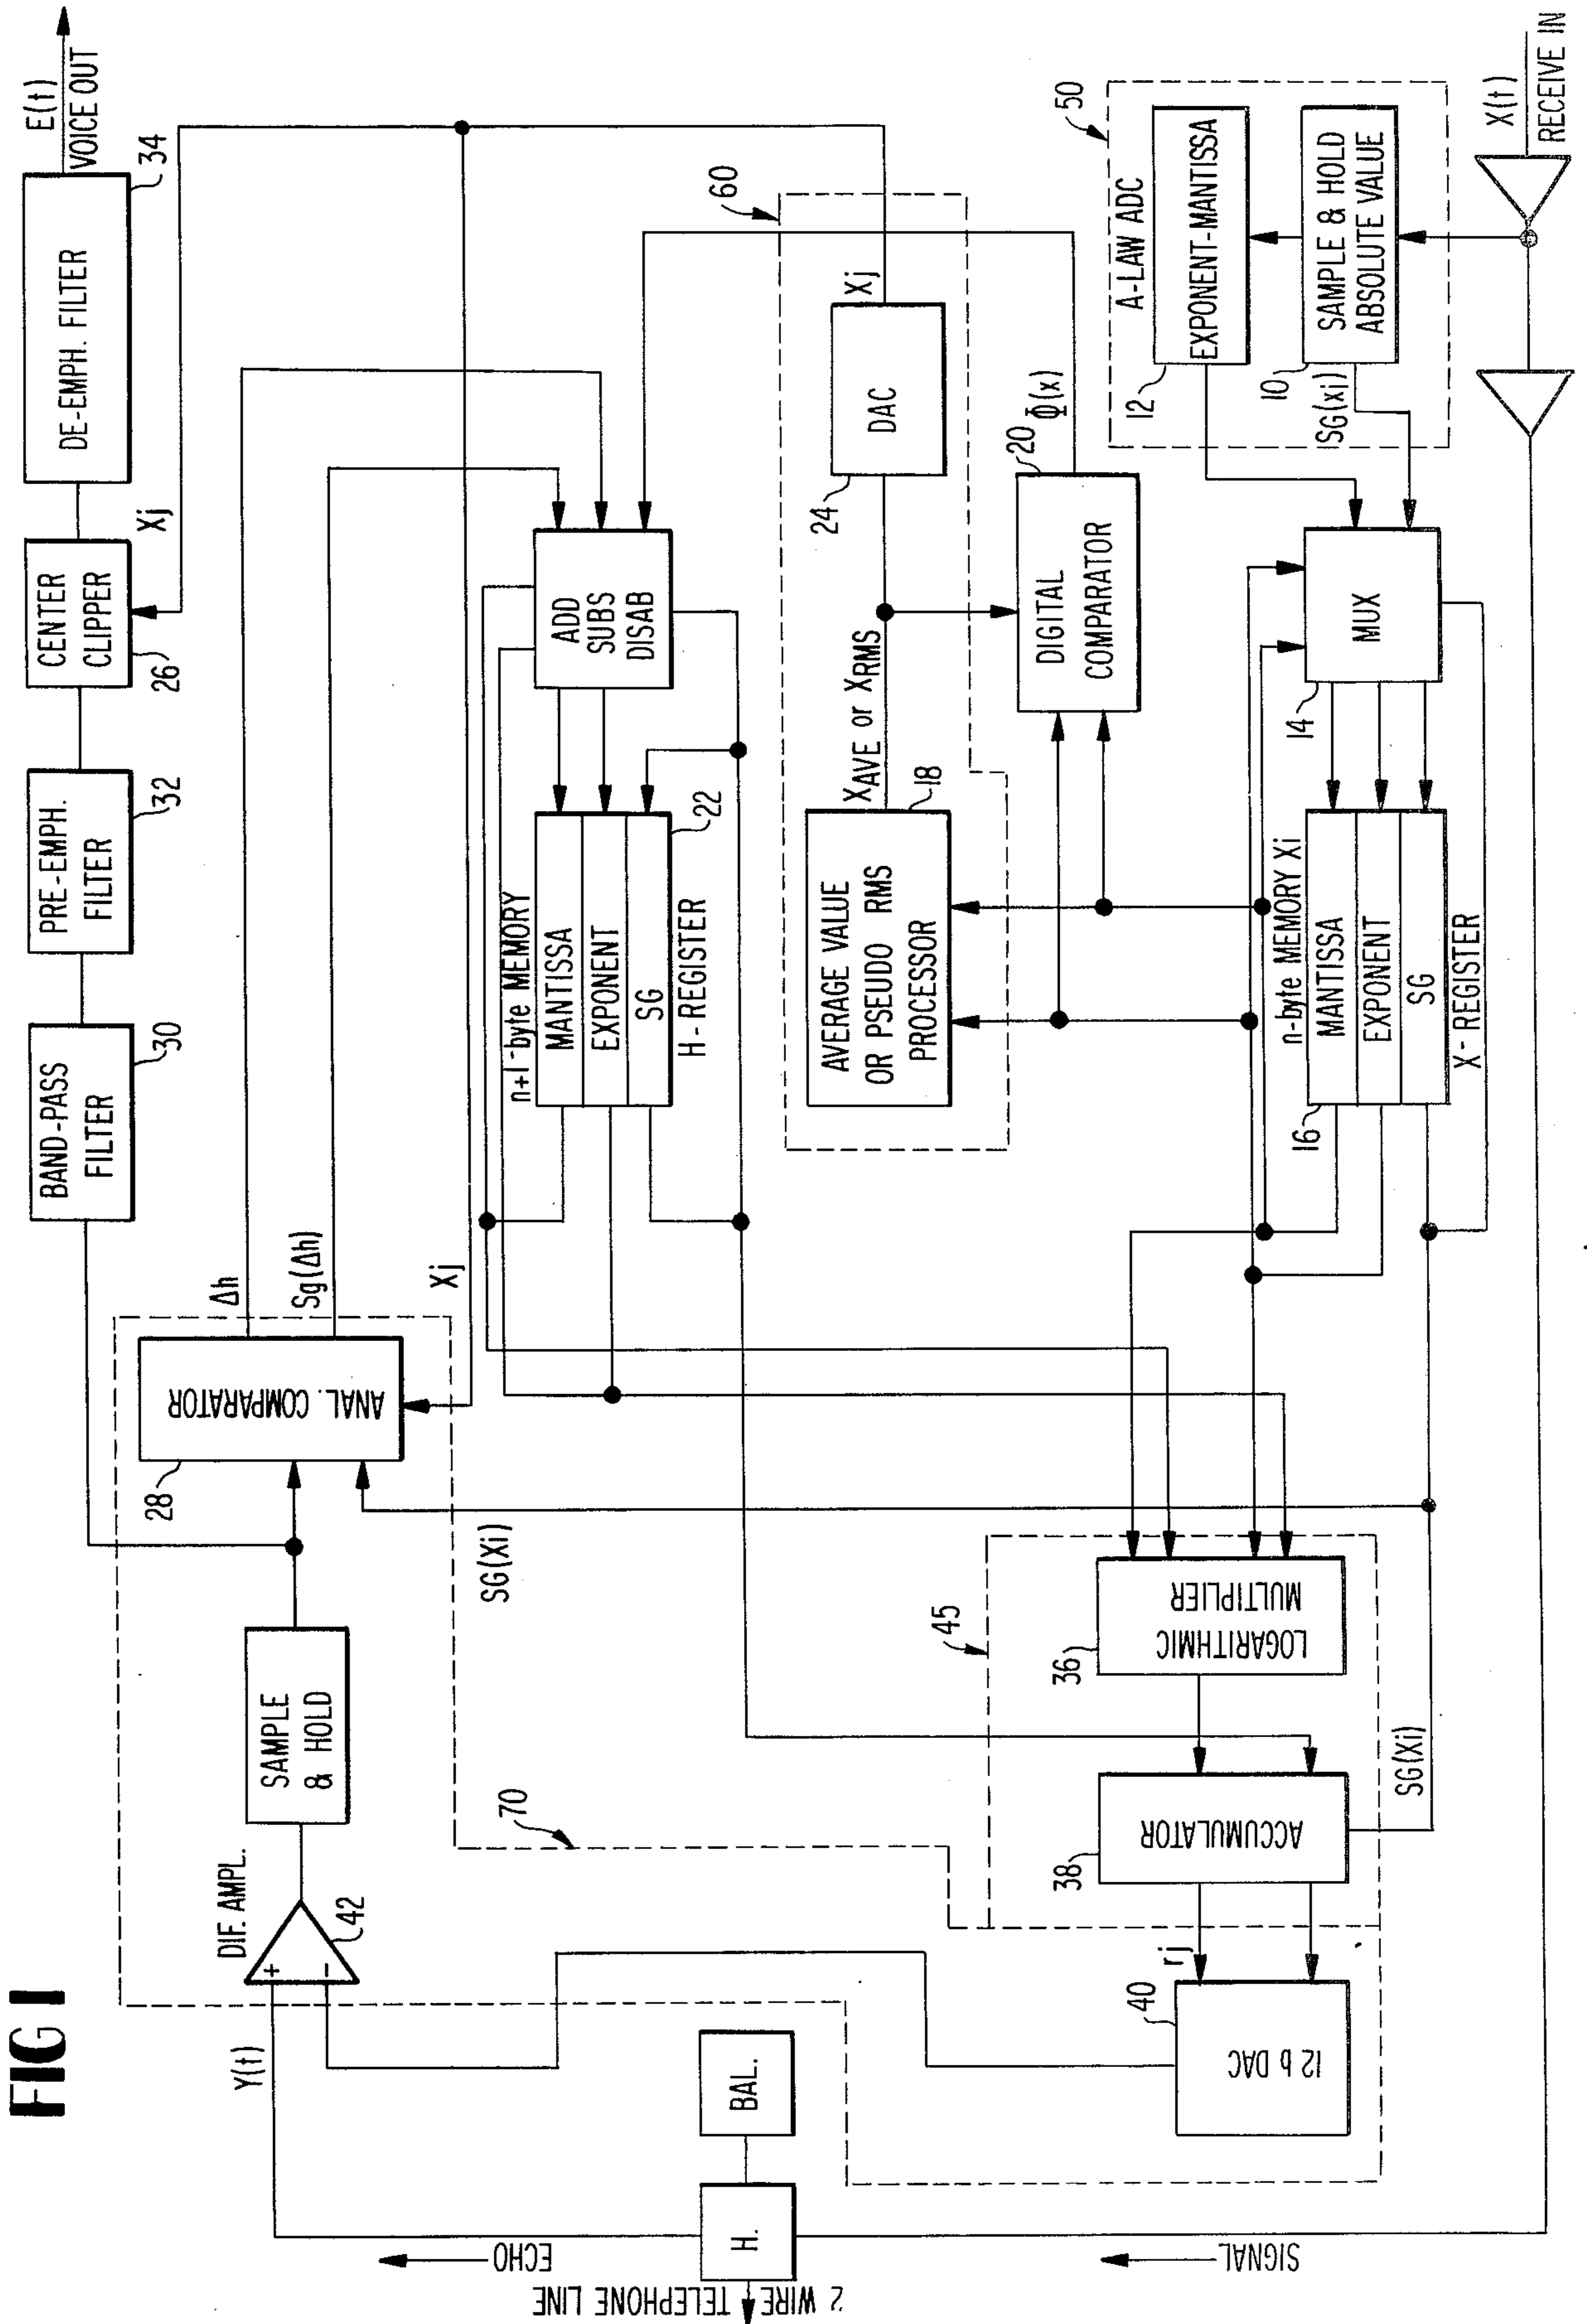 FIG 1
Y(t)
DIF. AMPL.
+
-
42
SAMPLE
& HOLD
28
ANAL. COMPARATOR
Δh
Sg(Δh)
Xj
SG(Xi)
BAND-PASS
FILTER
30
PRE-EMPH.
FILTER
32
CENTER
CLIPPER
26
Xj
DE-EMPH. FILTER
34
E(t)
VOICE OUT
n+1-byte MEMORY
MANTISSA
EXPONENT
SG
H-REGISTER
22
ADD
SUBS
DISAB
60
AVERAGE VALUE
OR PSEUDO RMS
PROCESSOR
18
XAVE or XRMS
DAC
24
Xj
DIGITAL
COMPARATOR
20
Φ(x)
50
A-LAW ADC
EXPONENT-MANTISSA
12
SAMPLE & HOLD
ABSOLUTE VALUE
10
SG(xi)
X(t)
RECEIVE IN
MUX
14
n-byte MEMORY Xi
MANTISSA
EXPONENT
SG
X-REGISTER
16
45
LOGARITHMIC
MULTIPLIER
36
ACCUMULATOR
38
SG(Xi)
70
rj
12 b DAC
40
BAL.
H.
ECHO
SIGNAL
2 WIRE TELEPHONE LINE